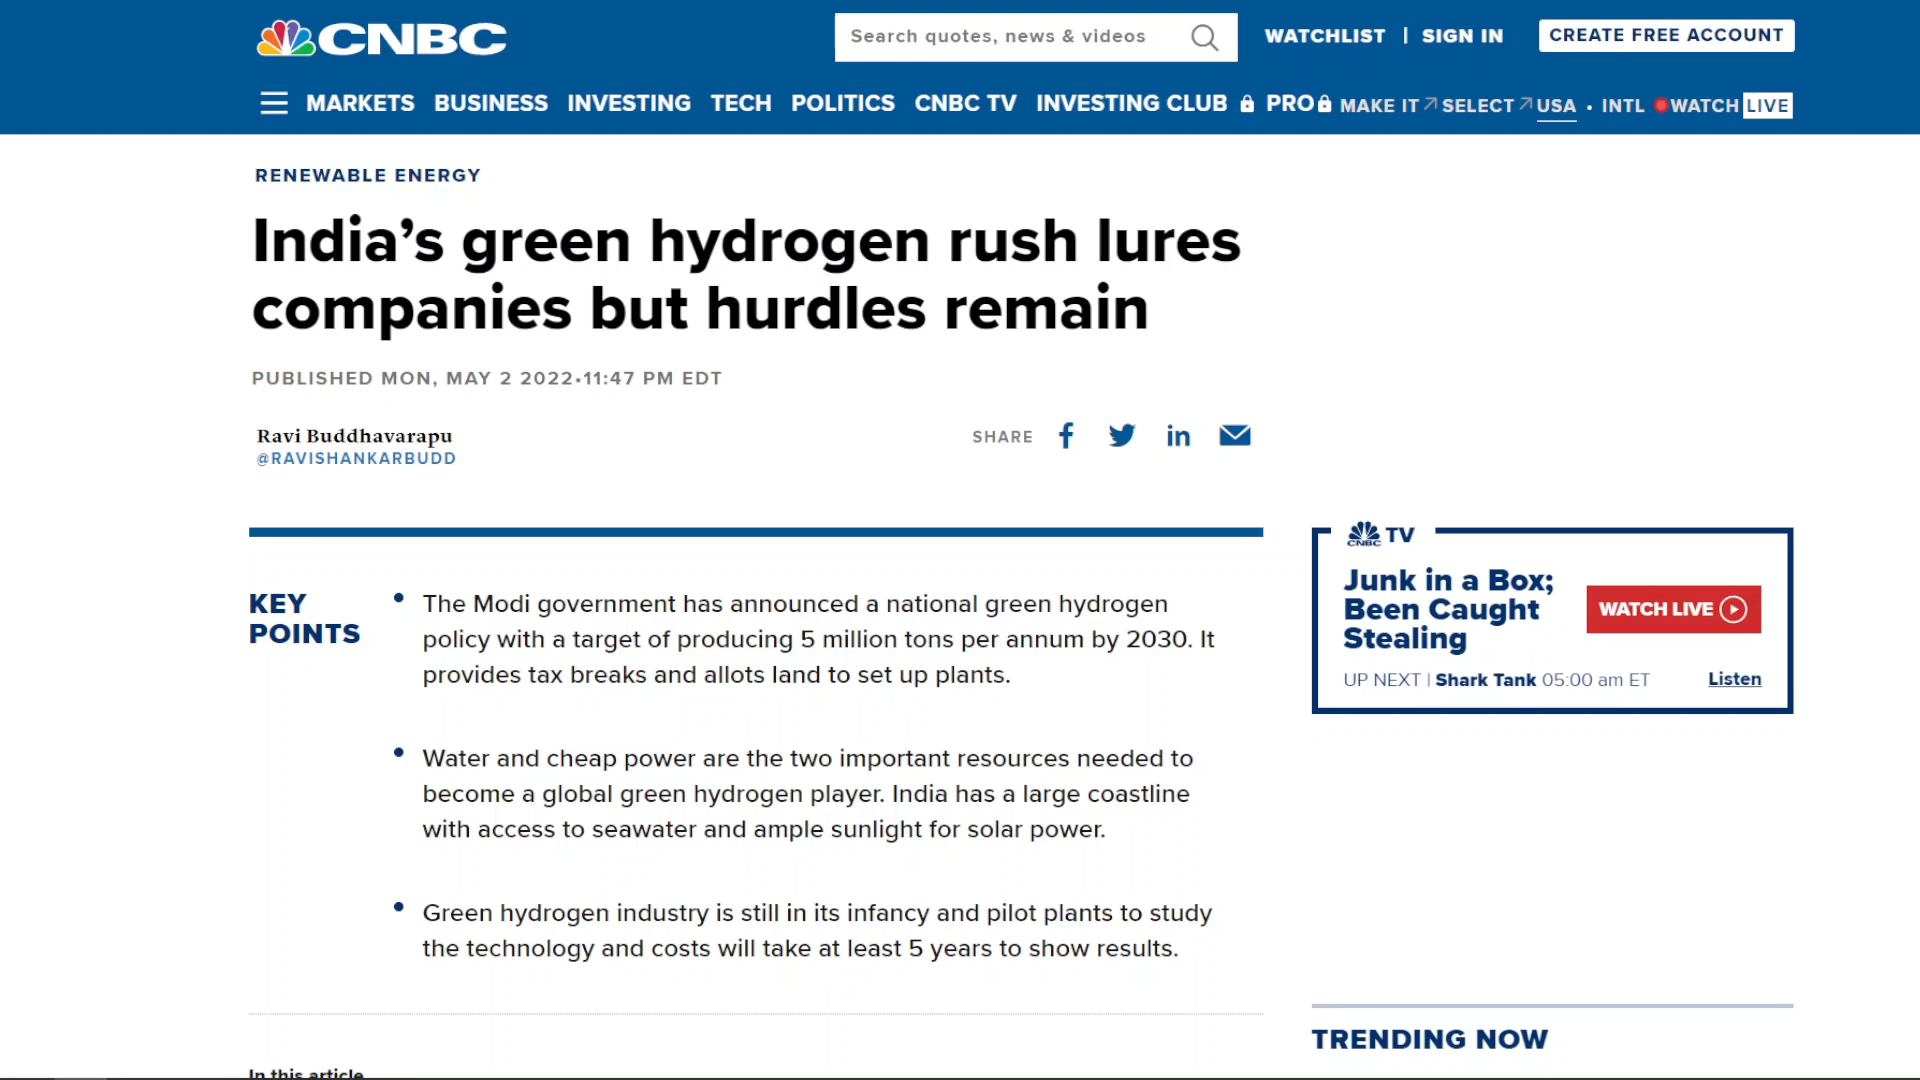 CNBC
Search quotes, news & videos
WATCHLIST | SIGN IN
CREATE FREE ACCOUNT
MARKETS BUSINESS INVESTING TECH POLITICS CNBC TV INVESTING CLUB PRO MAKE IT SELECT USA • INTL WATCH LIVE
RENEWABLE ENERGY
India’s green hydrogen rush lures
companies but hurdles remain
PUBLISHED MON, MAY 2 2022•11:47 PM EDT
Ravi Buddhavarapu
@RAVISHANKARBUDD
SHARE
KEY
POINTS
• The Modi government has announced a national green hydrogen
policy with a target of producing 5 million tons per annum by 2030. It
provides tax breaks and allots land to set up plants.
• Water and cheap power are the two important resources needed to
become a global green hydrogen player. India has a large coastline
with access to seawater and ample sunlight for solar power.
• Green hydrogen industry is still in its infancy and pilot plants to study
the technology and costs will take at least 5 years to show results.
In this article
CNBC TV
Junk in a Box;
Been Caught
Stealing
WATCH LIVE
UP NEXT | Shark Tank 05:00 am ET
Listen
TRENDING NOW